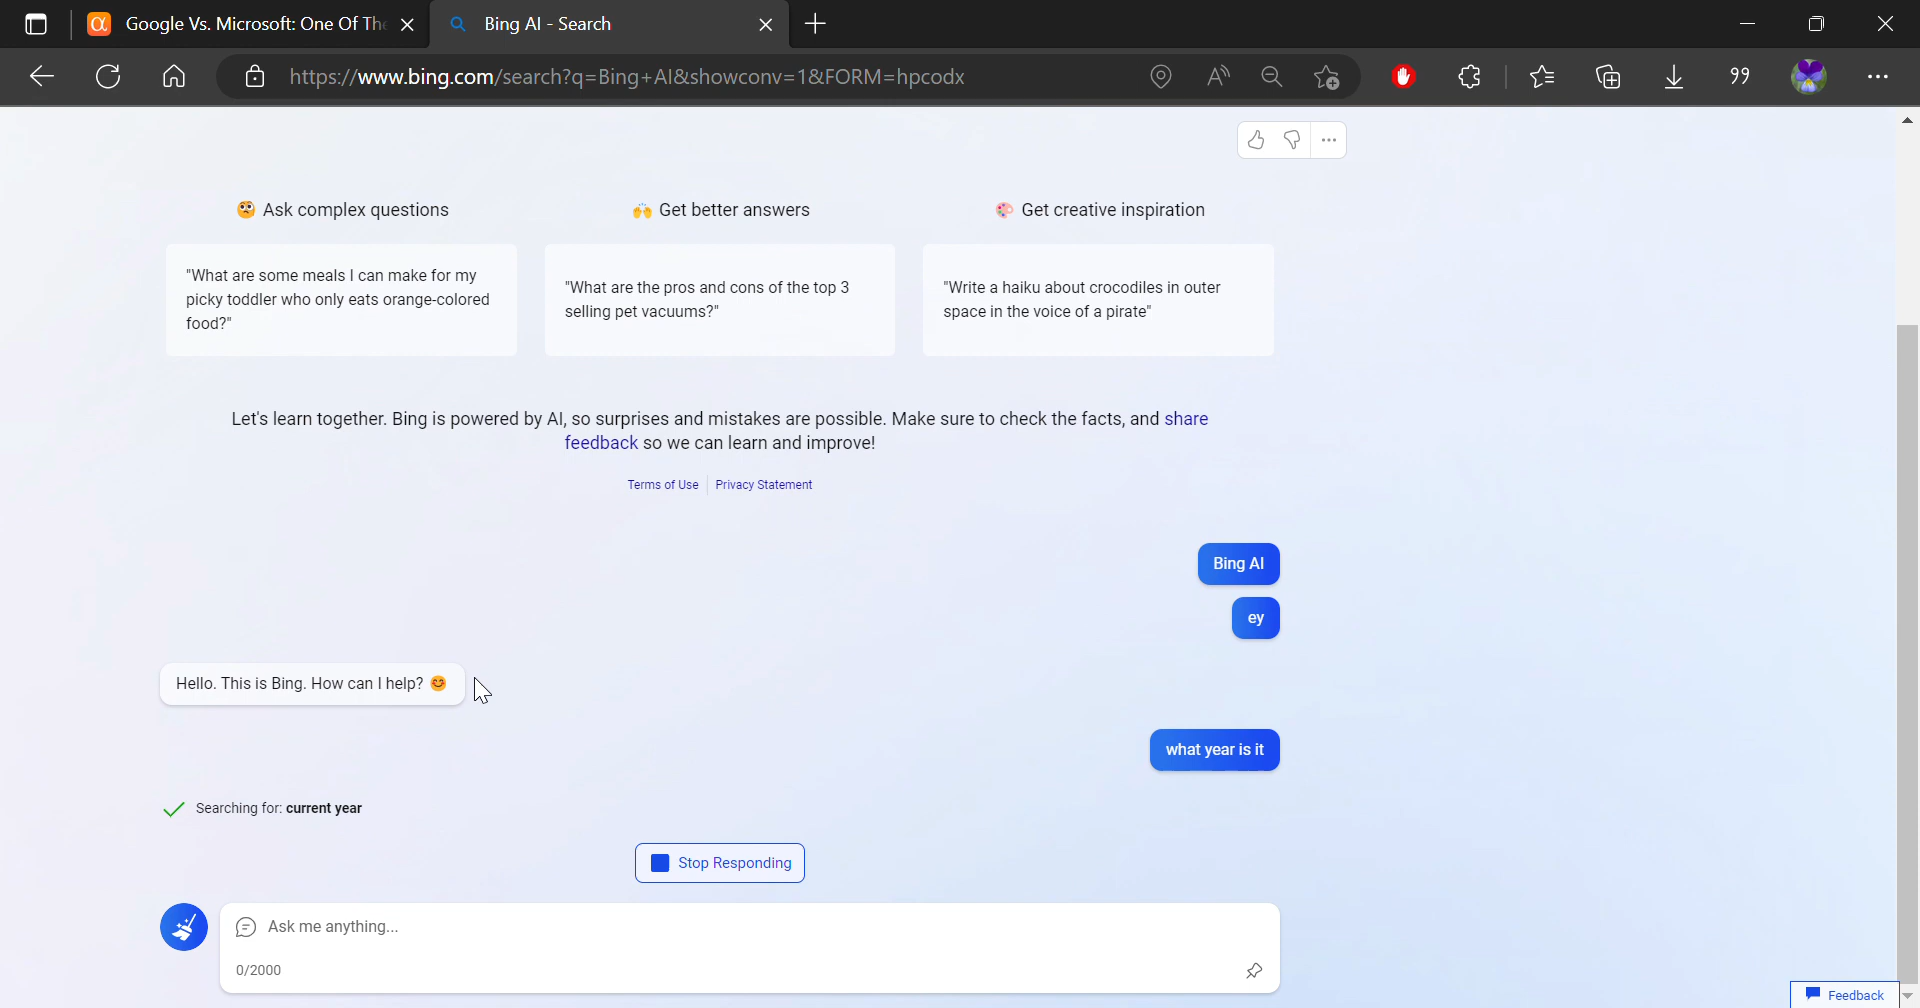 Google Vs. Microsoft: One Of The
Bing AI - Search
https://www.bing.com/search?q=Bing+AI&showconv=1&FORM=hpcodx
Ask complex questions
Get better answers
Get creative inspiration
"What are some meals I can make for my
picky toddler who only eats orange-colored
food?"
"What are the pros and cons of the top 3
selling pet vacuums?"
"Write a haiku about crocodiles in outer
space in the voice of a pirate"
Let's learn together. Bing is powered by AI, so surprises and mistakes are possible. Make sure to check the facts, and share
feedback so we can learn and improve!
Terms of Use
Privacy Statement
Bing AI
ey
Hello. This is Bing. How can I help? 😊
what year is it
Searching for: current year
Stop Responding
Ask me anything...
0/2000
Feedback